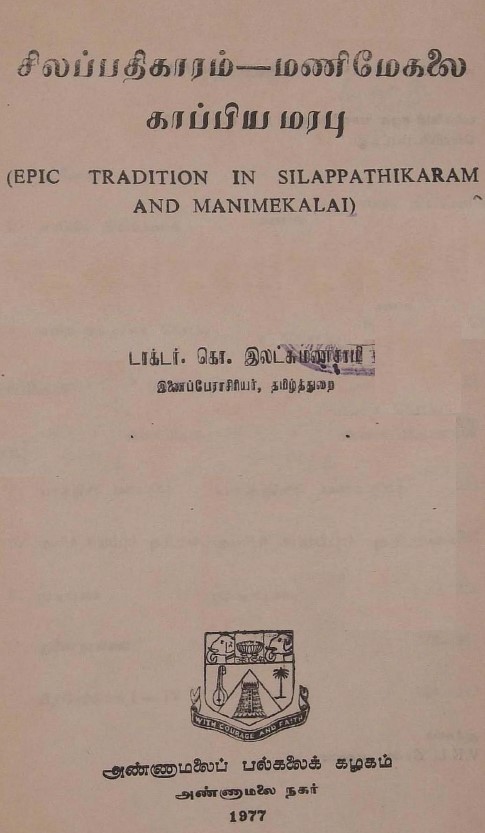 சிலப்பதிகாரம்—மணிமேகலை
காப்பிய மரபு
(EPIC TRADITION IN SILAPPATHIKARAM
AND MANIMEKALAI)
டாக்டர். கொ. இலட்சுமணசாமி
இணைப்பேராசிரியர், தமிழ்த்துறை
WITH COURAGE AND FAITH
அண்ணாமலைப் பல்கலைக் கழகம்
அண்ணாமலை நகர்
1977